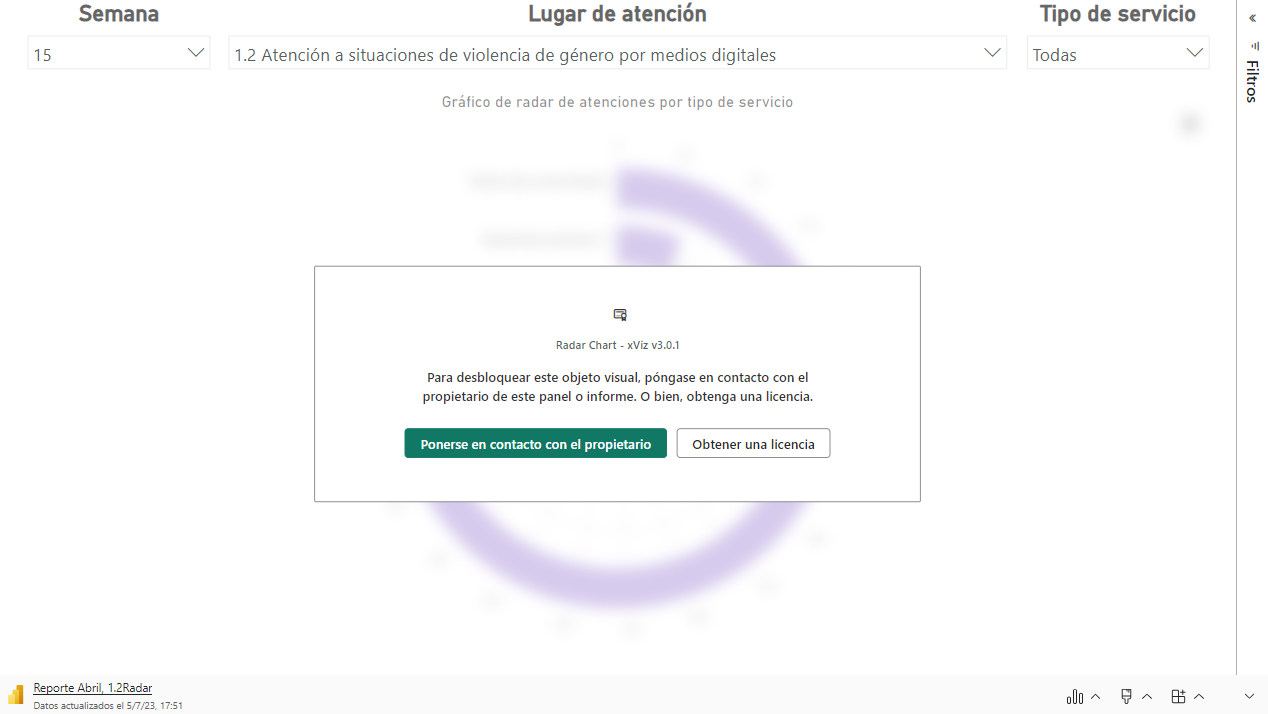 Semana
Lugar de atención
Tipo de servicio
15
1.2 Atención a situaciones de violencia de género por medios digitales
Todas
Filtros
Gráfico de radar de atenciones por tipo de servicio
Radar Chart - xViz v3.0.1
Para desbloquear este objeto visual, póngase en contacto con el
propietario de este panel o informe. O bien, obtenga una licencia.
Ponerse en contacto con el propietario
Obtener una licencia
Reporte Abril, 1.2Radar
Datos actualizados el 5/7/23, 17:51